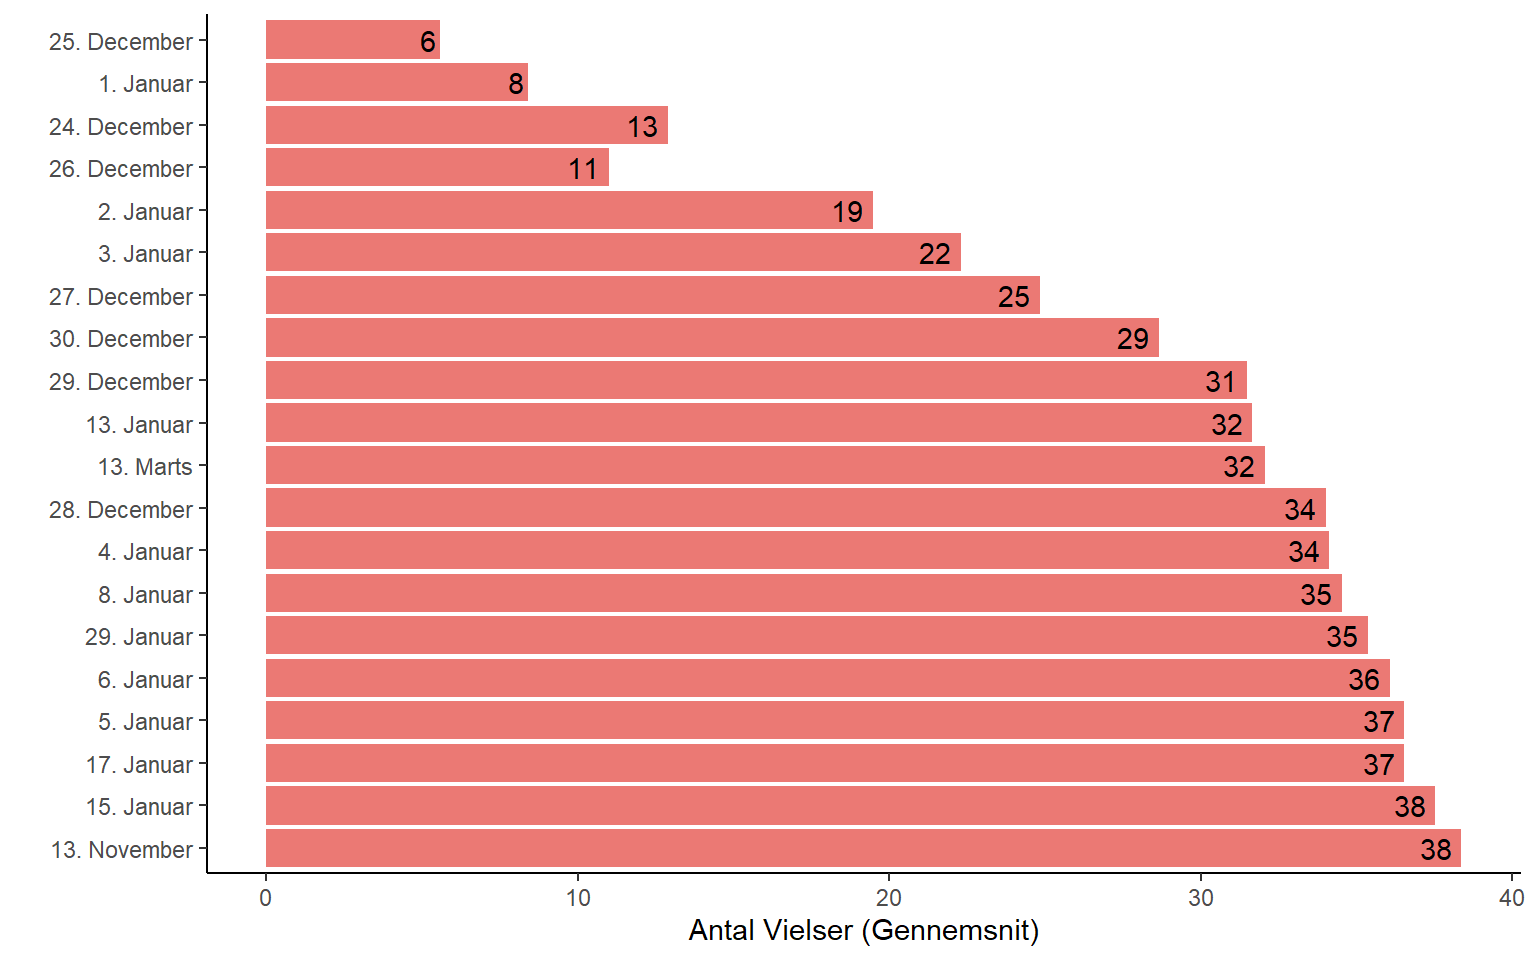 25. December 6
1. Januar 8
24. December 13
26. December 11
2. Januar 19
3. Januar 22
27. December 25
30. December 29
29. December 31
13. Januar 32
13. Marts 32
28. December 34
4. Januar 34
8. Januar 35
29. Januar 35
6. Januar 36
5. Januar 37
17. Januar 37
15. Januar 38
13. November 38
0 10 20 30 40
Antal Vielser (Gennemsnit)